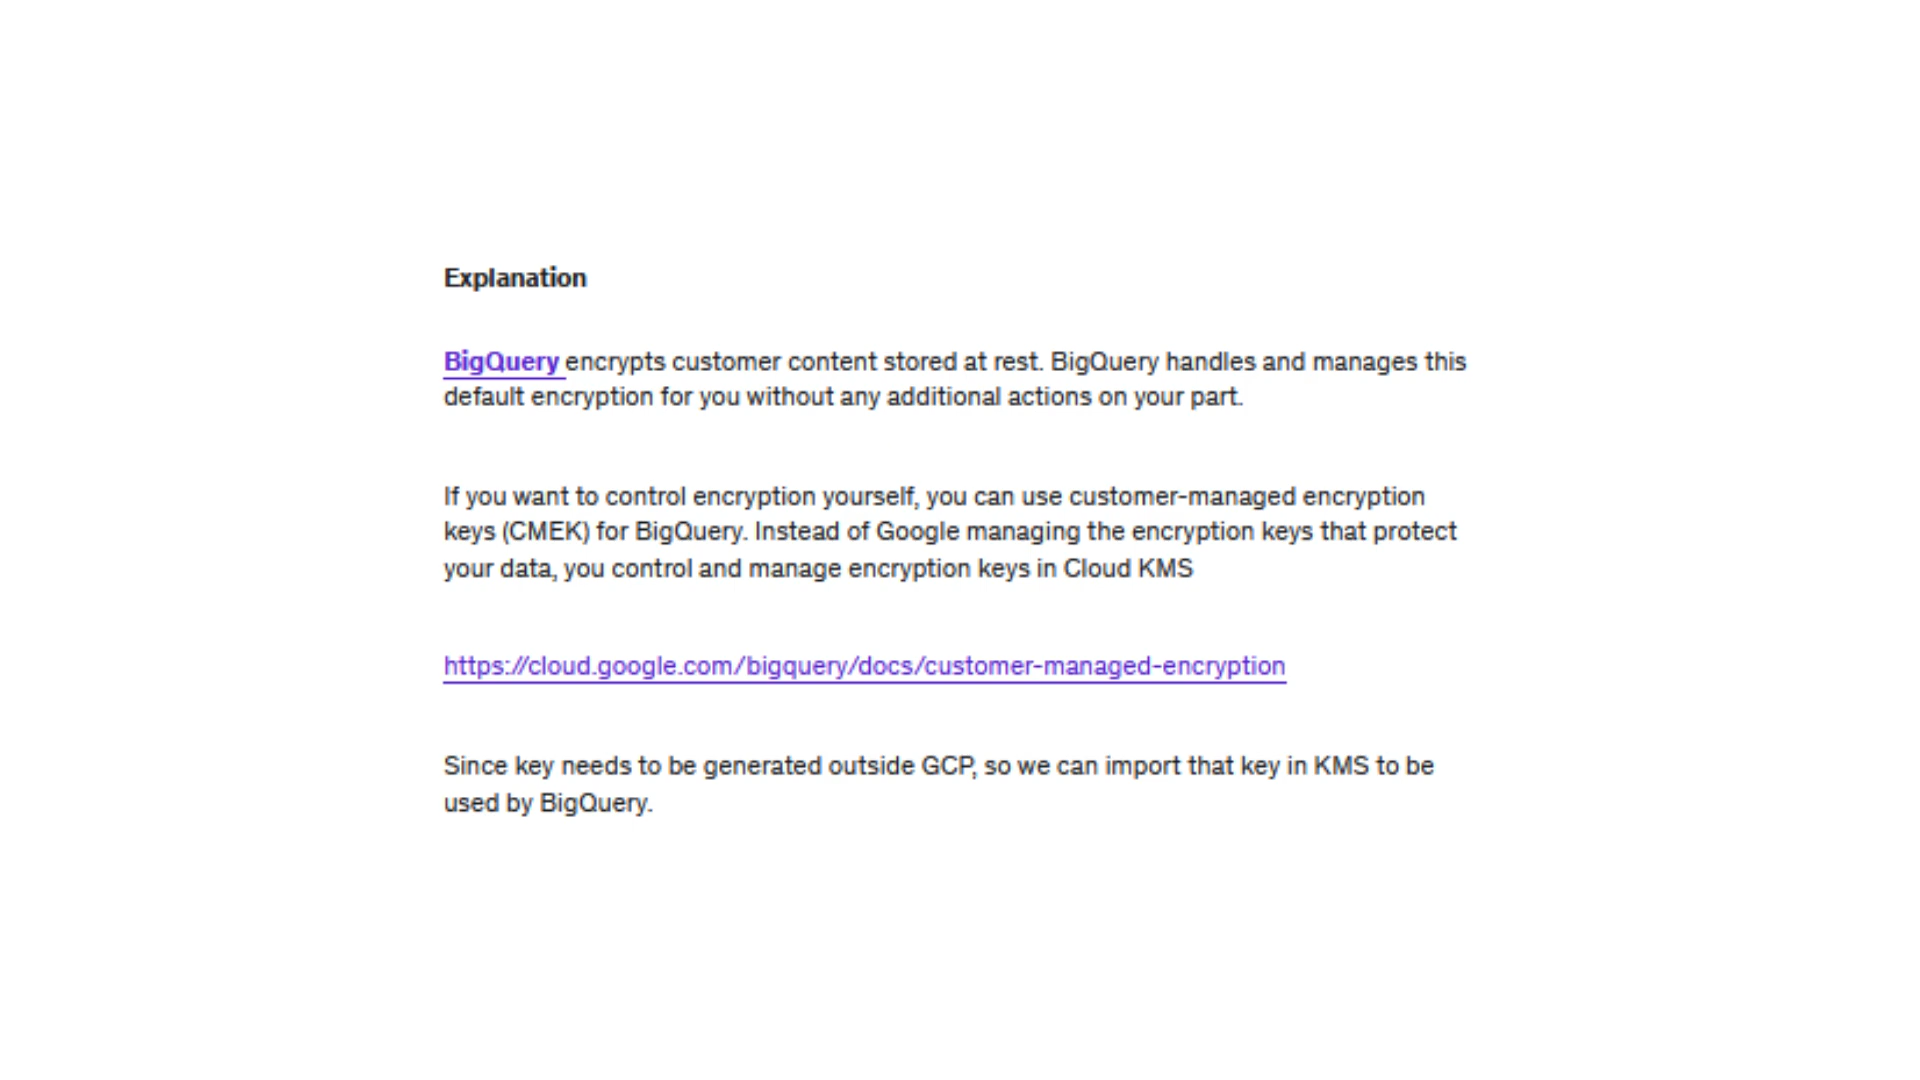 Explanation
BigQuery encrypts customer content stored at rest. BigQuery handles and manages this
default encryption for you without any additional actions on your part.
If you want to control encryption yourself, you can use customer-managed encryption
keys (CMEK) for BigQuery. Instead of Google managing the encryption keys that protect
your data, you control and manage encryption keys in Cloud KMS
https://cloud.google.com/bigquery/docs/customer-managed-encryption
Since key needs to be generated outside GCP, so we can import that key in KMS to be
used by BigQuery.